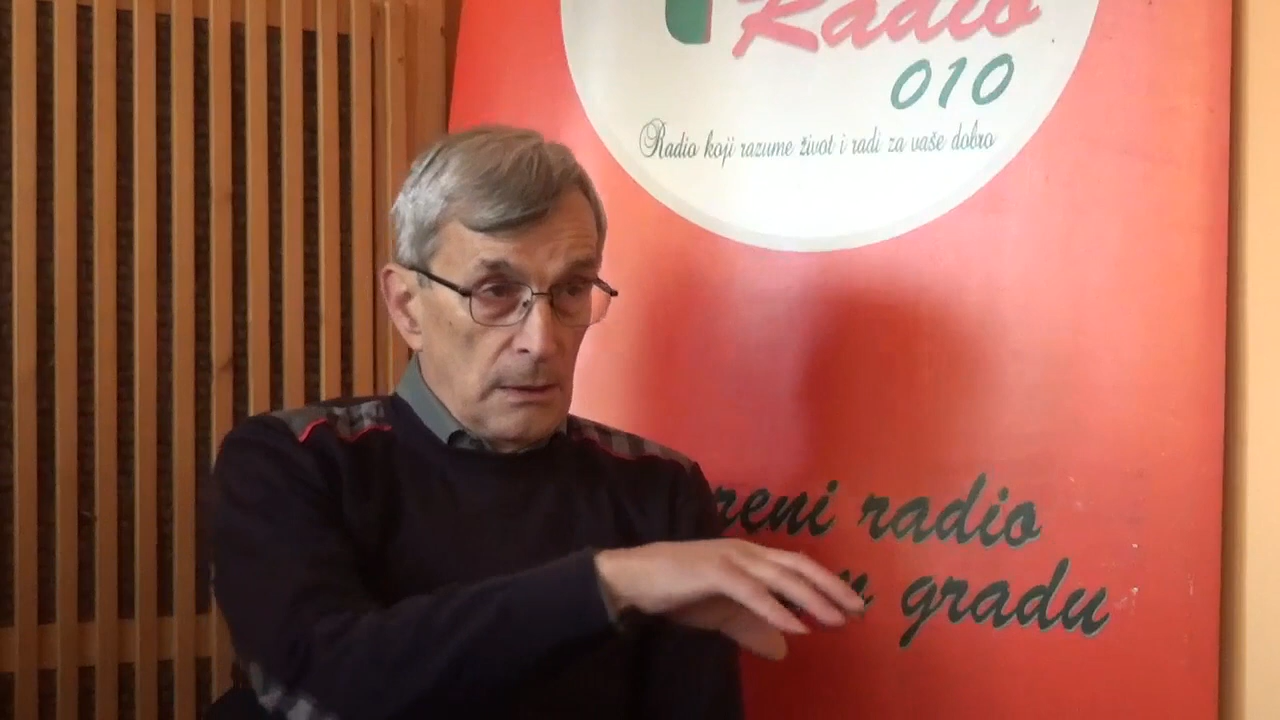 Radio
010
Radio koji razume život i radi za vaše dobro
reni radio
gradu